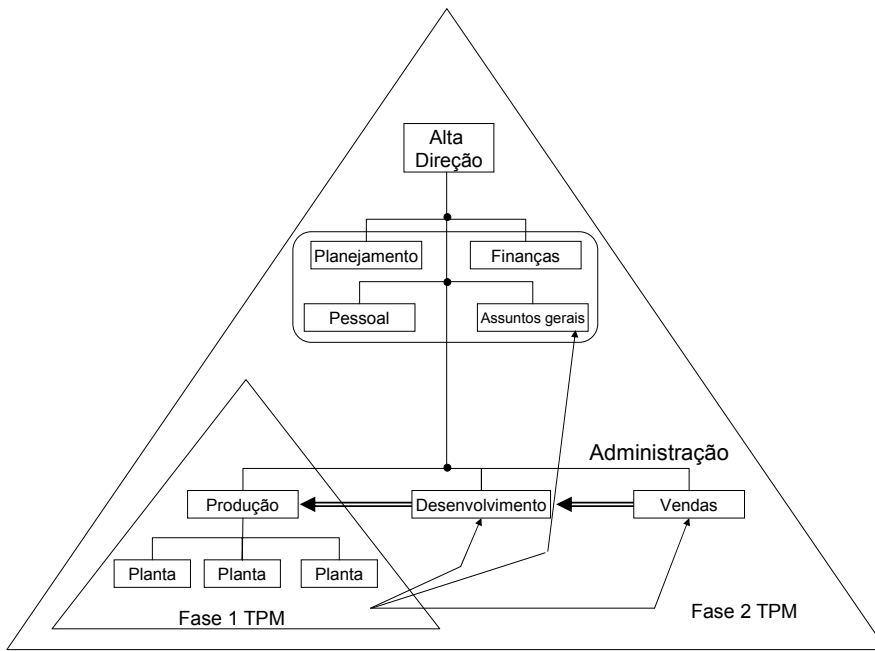 Alta
Direção
Planejamento
Finanças
Pessoal
Assuntos gerais
Administração
Produção
Desenvolvimento
Vendas
Planta
Planta
Planta
Fase 1 TPM
Fase 2 TPM